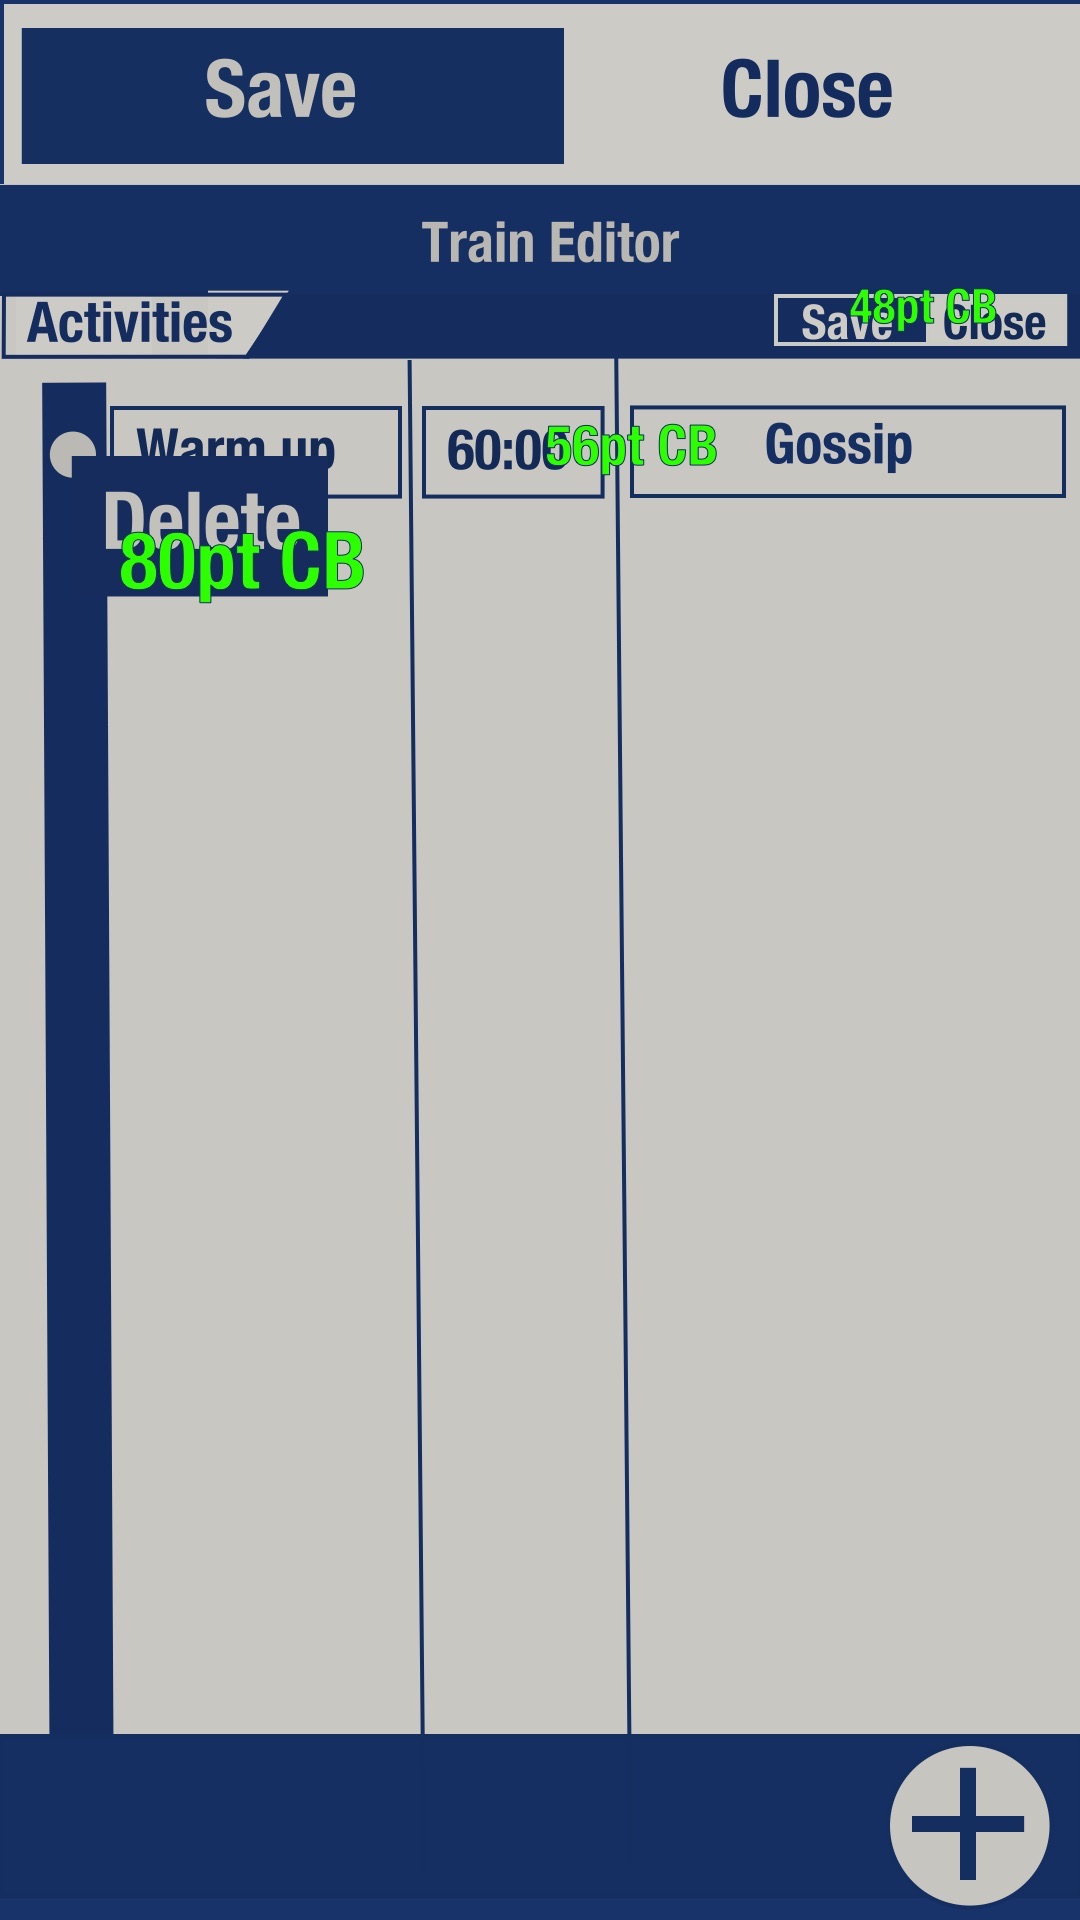 Save Close
Train Editor
Activities
Save Close
48pt CB
Warm up 60:00 Gossip
56pt CB
Delete
80pt CB